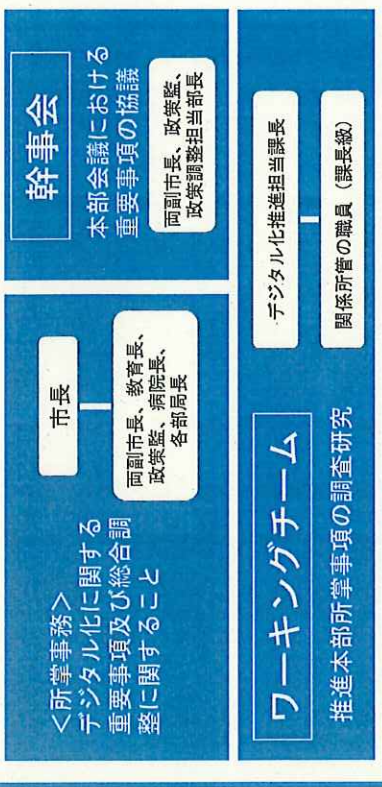 <所掌事務>
デジタル化に関する
重要事項及び総合調
整に関すること
市長
両副市長、教育長、
政策監、病院長、
各部局長
幹事会
本部会議における
重要事項の協議
両副市長、政策監、
政策調整担当部長
ワーキングチーム
推進本部所掌事項の調査研究
デジタル化推進担当課長
関係所管の職員(課長級)